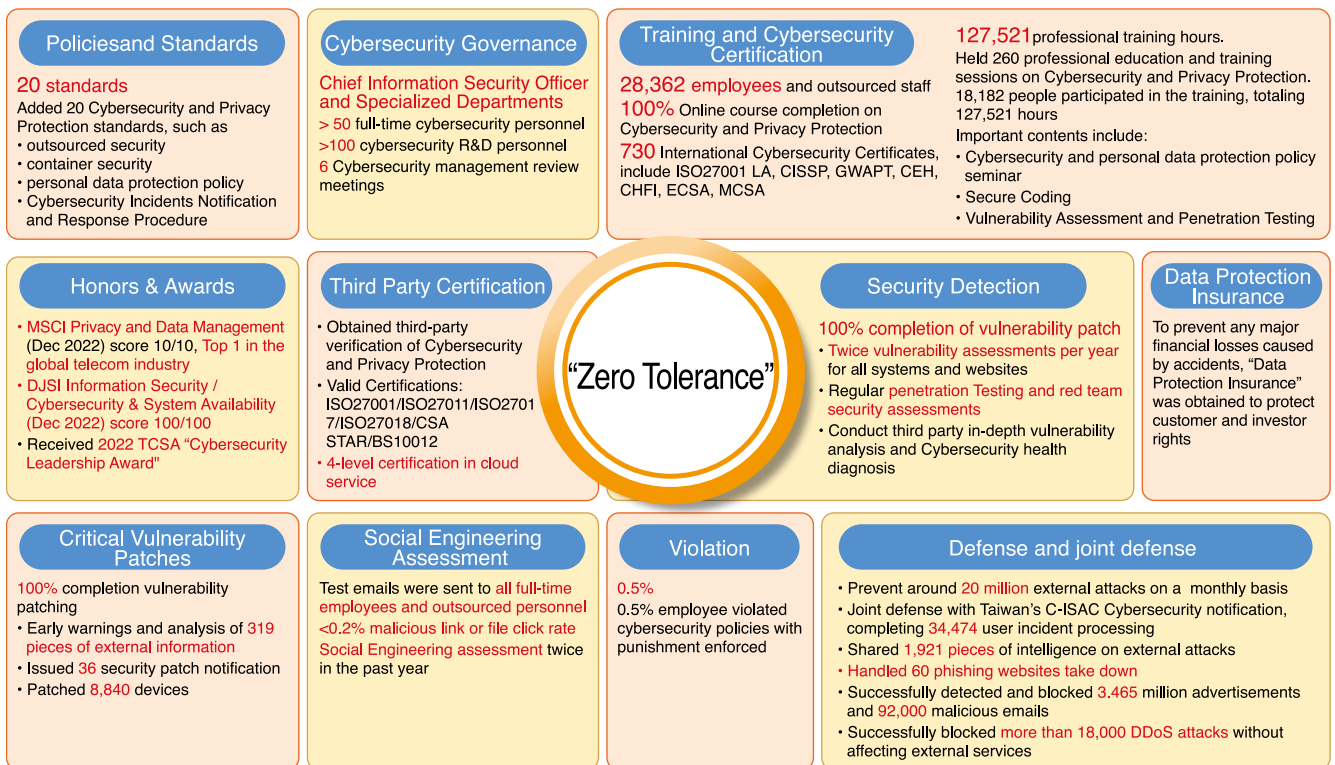 Policiesand Standards
20 standards
Added 20 Cybersecurity and Privacy
Protection standards, such as
• outsourced security
• container security
• personal data protection policy
• Cybersecurity Incidents Notification
and Response Procedure
Cybersecurity Governance
Chief Information Security Officer
and Specialized Departments
> 50 full-time cybersecurity personnel
>100 cybersecurity R&D personnel
6 Cybersecurity management review
meetings
Training and Cybersecurity
Certification
28,362 employees and outsourced staff
100% Online course completion on
Cybersecurity and Privacy Protection
730 International Cybersecurity Certificates,
include ISO27001 LA, CISSP, GWAPT, CEH,
CHFI, ECSA, MCSA
127,521professional training hours.
Held 260 professional education and training
sessions on Cybersecurity and Privacy Protection.
18,182 people participated in the training, totaling
127,521 hours
Important contents include:
• Cybersecurity and personal data protection policy
seminar
• Secure Coding
• Vulnerability Assessment and Penetration Testing
Honors & Awards
• MSCI Privacy and Data Management
(Dec 2022) score 10/10, Top 1 in the
global telecom industry
• DJSI Information Security /
Cybersecurity & System Availability
(Dec 2022) score 100/100
• Received 2022 TCSA “Cybersecurity
Leadership Award"
Third Party Certification
• Obtained third-party
verification of Cybersecurity
and Privacy Protection
• Valid Certifications:
ISO27001/ISO27011/ISO2701
7/ISO27018/CSA
STAR/BS10012
• 4-level certification in cloud
service
“Zero Tolerance”
Security Detection
100% completion of vulnerability patch
• Twice vulnerability assessments per year
for all systems and websites
• Regular penetration Testing and red team
security assessments
• Conduct third party in-depth vulnerability
analysis and Cybersecurity health
diagnosis
Data Protection
Insurance
To prevent any major
financial losses caused
by accidents, “Data
Protection Insurance”
was obtained to protect
customer and investor
rights
Critical Vulnerability
Patches
100% completion vulnerability
patching
• Early warnings and analysis of 319
pieces of external information
• Issued 36 security patch notification
• Patched 8,840 devices
Social Engineering
Assessment
Test emails were sent to all full-time
employees and outsourced personnel
<0.2% malicious link or file click rate
Social Engineering assessment twice
in the past year
Violation
0.5%
0.5% employee violated
cybersecurity policies with
punishment enforced
Defense and joint defense
• Prevent around 20 million external attacks on a monthly basis
• Joint defense with Taiwan’s C-ISAC Cybersecurity notification,
completing 34,474 user incident processing
• Shared 1,921 pieces of intelligence on external attacks
• Handled 60 phishing websites take down
• Successfully detected and blocked 3.465 million advertisements
and 92,000 malicious emails
• Successfully blocked more than 18,000 DDoS attacks without
affecting external services